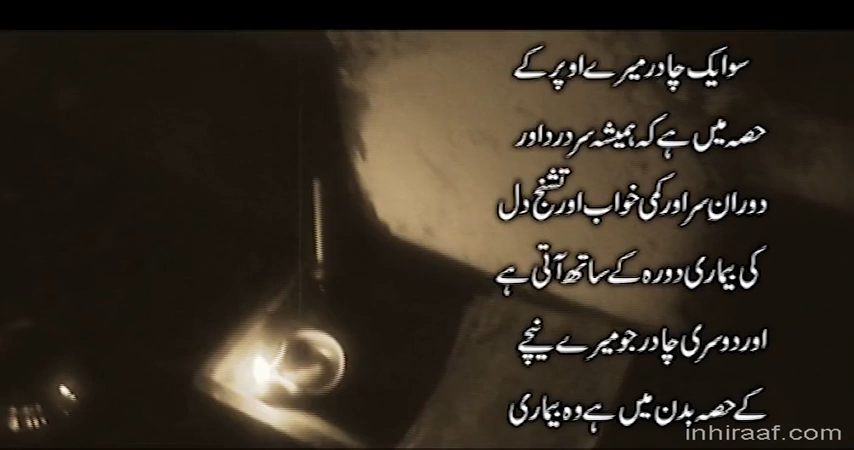 سو ایک چادر میرے اوپر کے
حصہ میں ہے کہ ہمیشہ سر درد اور
دورانِ سر اور کمی خواب اور تشنج دل
کی بیماری دورہ کے ساتھ آتی ہے
اور دوسری چادر جو میرے نیچے
کے حصہ بدن میں ہے وہ بیماری
inhiraaf.com